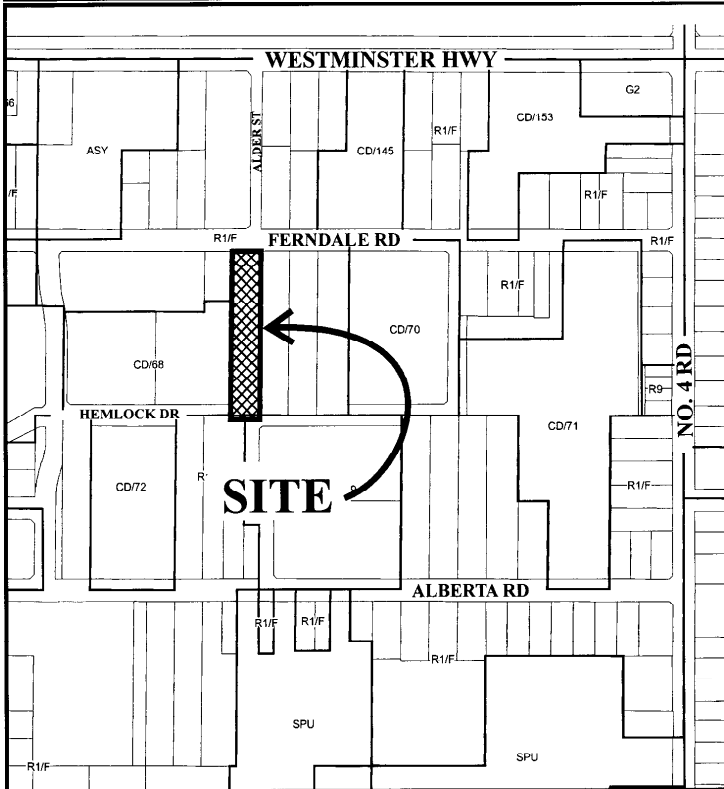 WESTMINSTER HWY
G2
CD/153
R1/F
ASY
ALDER ST
CD/145
/F
R1/F
R1/F
FERNDALE RD
R1/F
R1/F
CD/70
CD/68
NO. 4 RD
R9
HEMLOCK DR
CD/71
CD/72
SITE
R1/F
ALBERTA RD
R1/F
R1/F
R1/F
SPU
SPU
R1/F